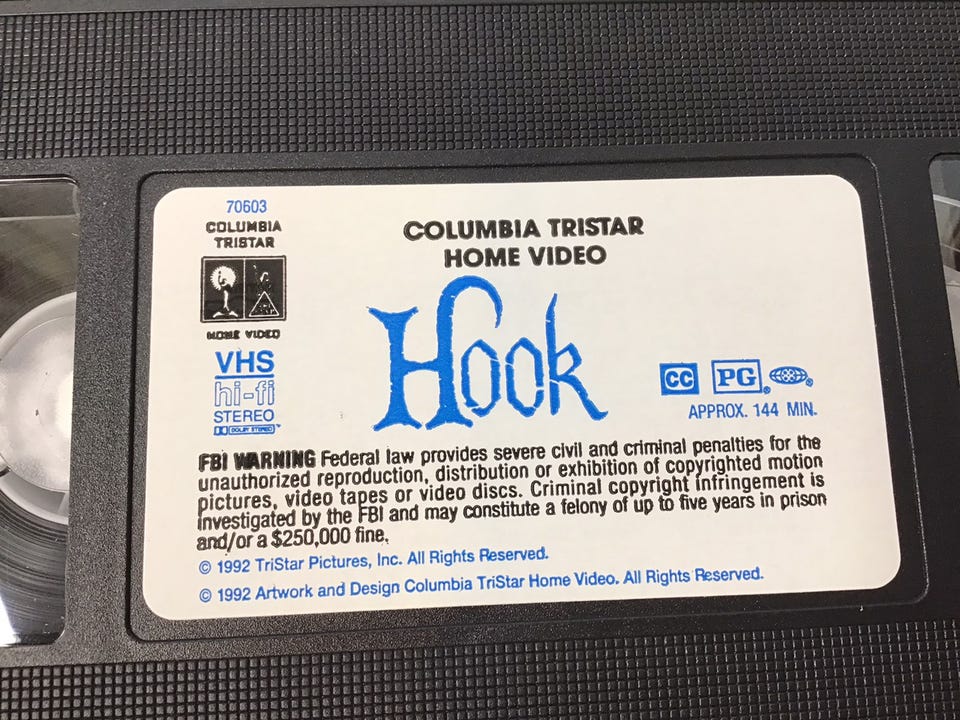 70603
COLUMBIA
TRISTAR
HOME VIDEO
VHS
hi-fi
STEREO
DOLBY STEREO™
COLUMBIA TRISTAR
HOME VIDEO
Hook
CC PG ® ®
APPROX. 144 MIN.
FBI WARNING Federal law provides severe civil and criminal penalties for the
unauthorized reproduction, distribution or exhibition of copyrighted motion
pictures, video tapes or video discs. Criminal copyright infringement is
investigated by the FBI and may constitute a felony of up to five years in prison
and/or a $250,000 fine.
© 1992 TriStar Pictures, Inc. All Rights Reserved.
© 1992 Artwork and Design Columbia TriStar Home Video. All Rights Reserved.